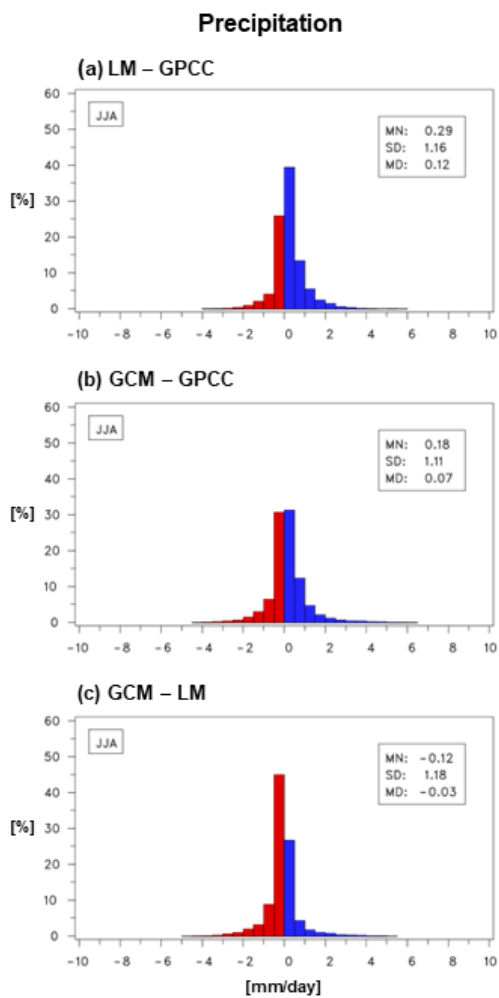 Precipitation
(a) LM – GPCC
60
JJA
MN: 0.29
50
SD: 1.16
MD: 0.12
40
[%]
30
20
10
0
-10 -8 -6 -4 -2 0 2 4 6 8 10
(b) GCM – GPCC
60
JJA
MN: 0.18
50
SD: 1.11
MD: 0.07
40
[%]
30
20
10
0
-10 -8 -6 -4 -2 0 2 4 6 8 10
(c) GCM – LM
60
JJA
MN: -0.12
50
SD: 1.18
MD: -0.03
40
[%]
30
20
10
0
-10 -8 -6 -4 -2 0 2 4 6 8 10
[mm/day]